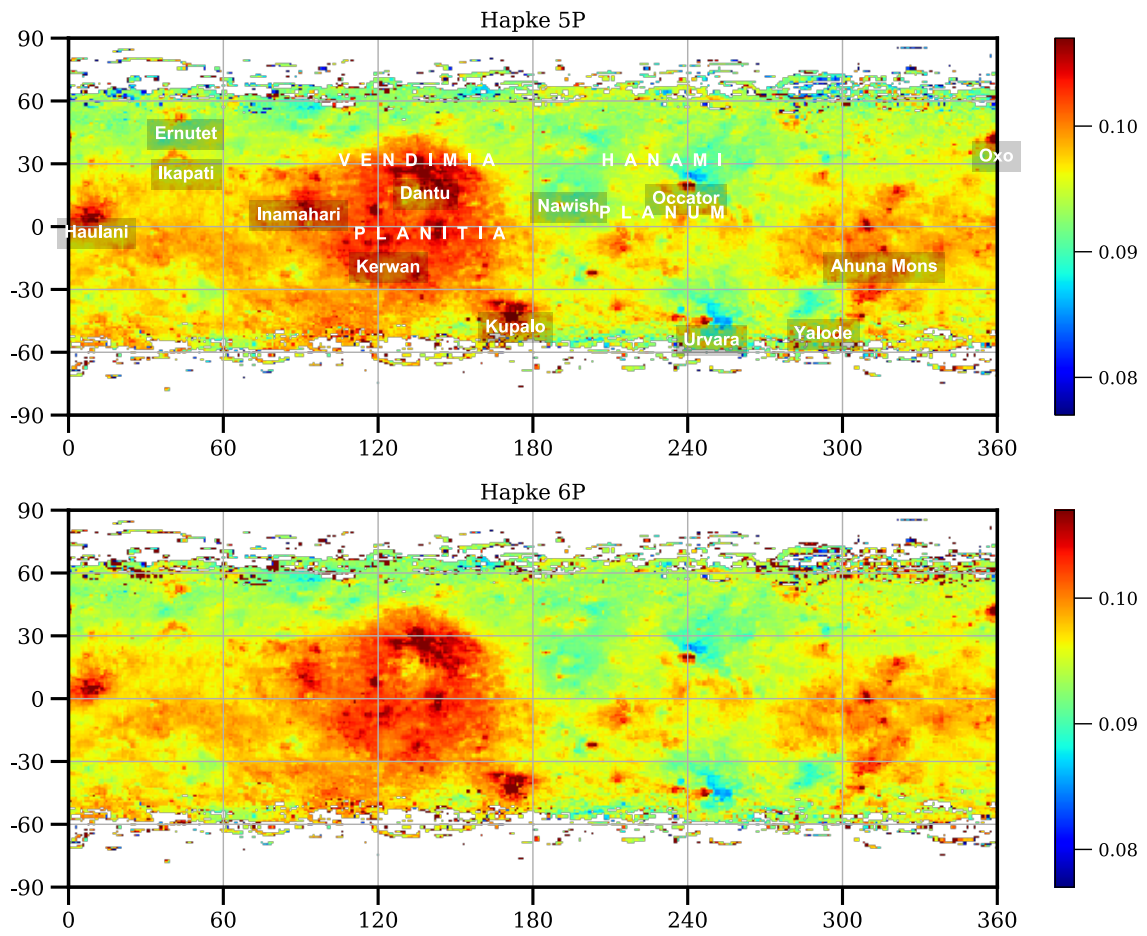 Hapke 5P
90
60
30
0
-30
-60
-90
Ernutet
Ikapati
Haulani
Inamahari
V E N D I M I A
Dantu
P L A N I T I A
Kerwan
Kupalo
H A N A M I
Nawish
Occator
P L A N U M
Urvara
Yalode
Ahuna Mons
Oxo
0 60 120 180 240 300 360
0.10
0.09
0.08
Hapke 6P
90
60
30
0
-30
-60
-90
0 60 120 180 240 300 360
0.10
0.09
0.08